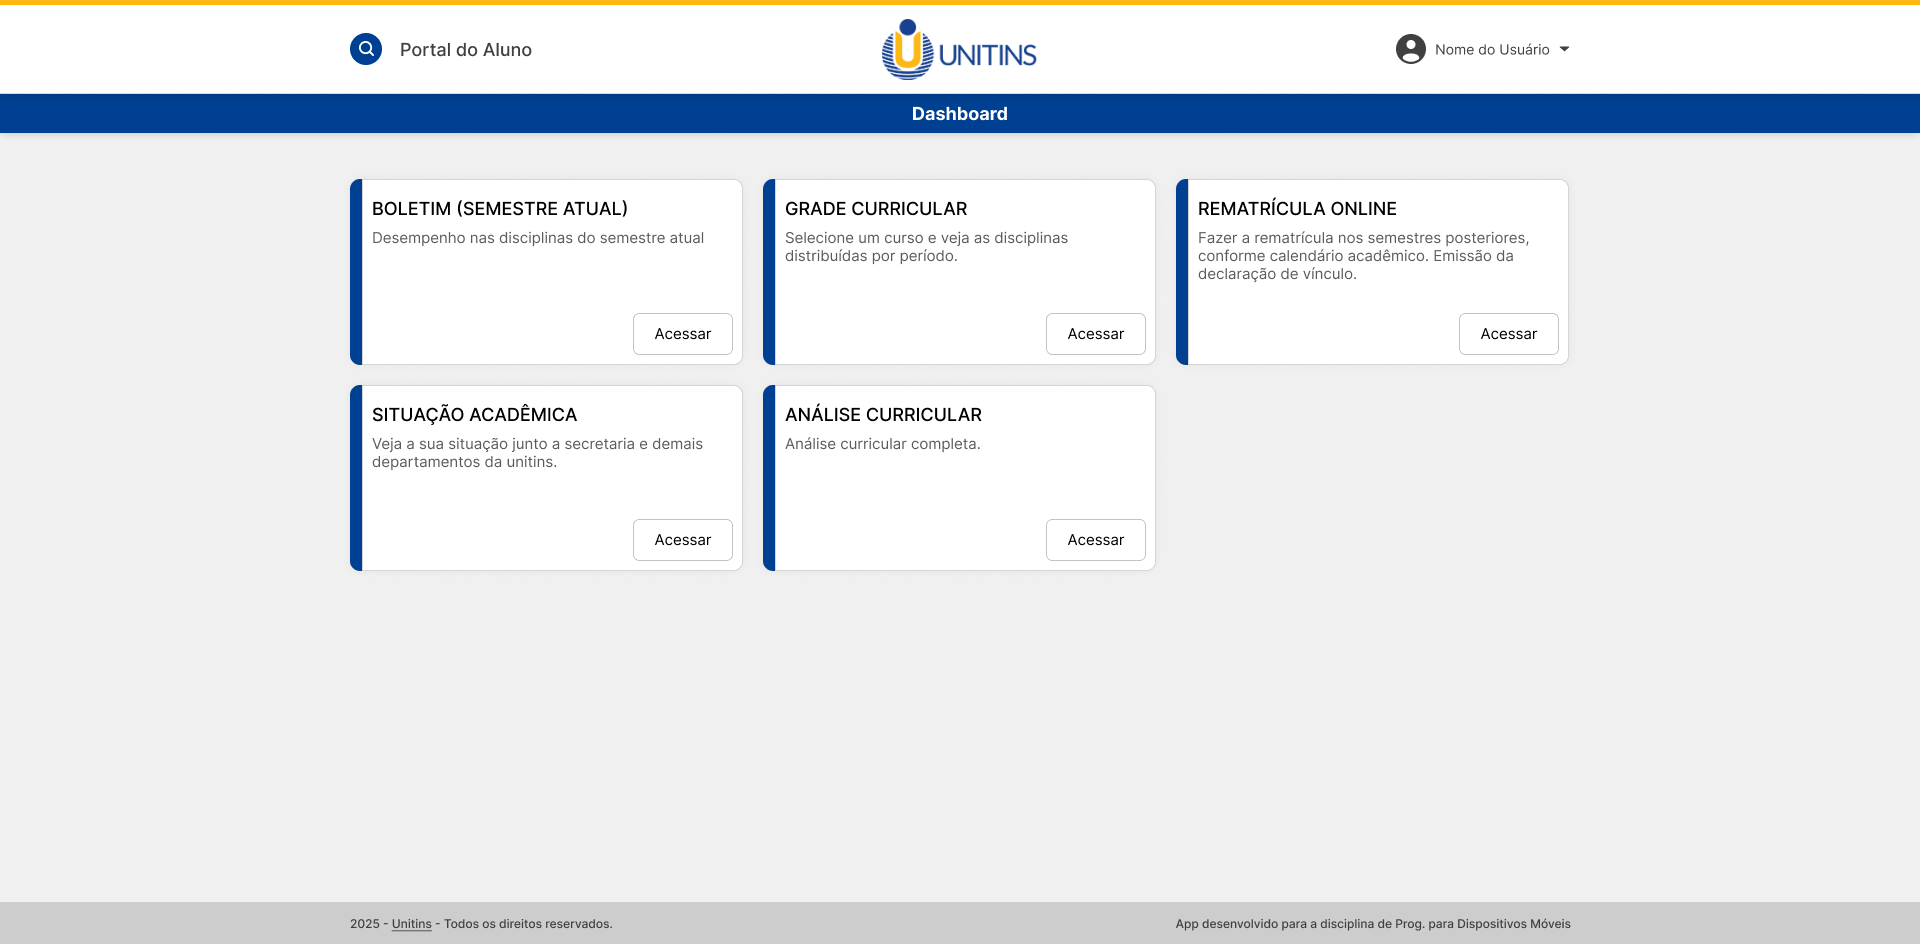 Portal do Aluno
UNITINS
Nome do Usuário
Dashboard
BOLETIM (SEMESTRE ATUAL)
Desempenho nas disciplinas do semestre atual
Acessar
GRADE CURRICULAR
Selecione um curso e veja as disciplinas
distribuídas por período.
Acessar
REMATRÍCULA ONLINE
Fazer a rematrícula nos semestres posteriores,
conforme calendário acadêmico. Emissão da
declaração de vínculo.
Acessar
SITUAÇÃO ACADÊMICA
Veja a sua situação junto a secretaria e demais
departamentos da unitins.
Acessar
ANÁLISE CURRICULAR
Análise curricular completa.
Acessar
2025 - Unitins - Todos os direitos reservados.
App desenvolvido para a disciplina de Prog. para Dispositivos Móveis